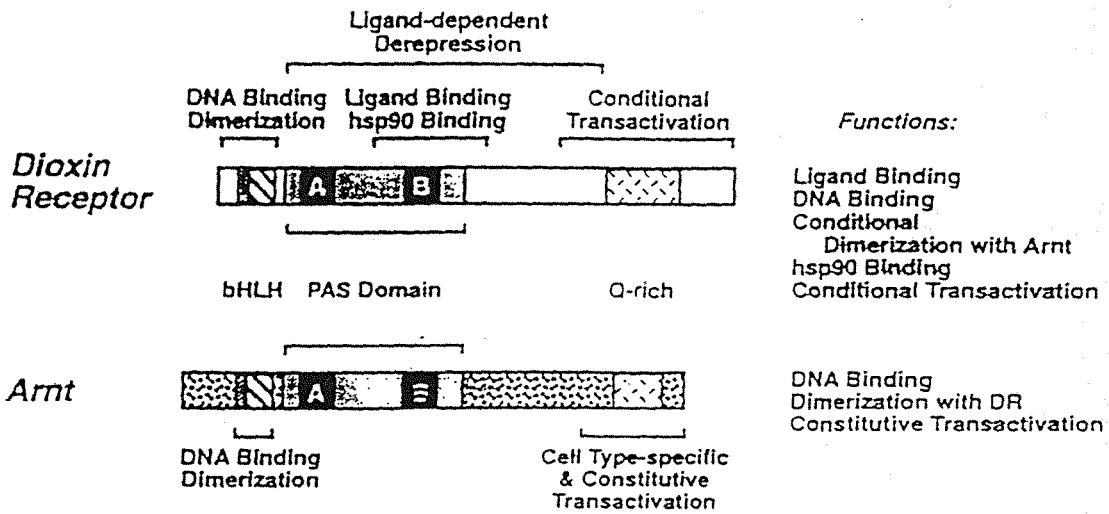 Ligand-dependent
Derepression
DNA Binding
Dimerization
Ligand Binding
hsp90 Binding
Conditional
Transactivation
Functions:
Dioxin
Receptor
A
B
Ligand Binding
DNA Binding
Conditional
Dimerization with Arnt
hsp90 Binding
Conditional Transactivation
bHLH
PAS Domain
Q-rich
Arnt
A
DNA Binding
Dimerization with DR
Constitutive Transactivation
DNA Binding
Dimerization
Cell Type-specific
& Constitutive
Transactivation